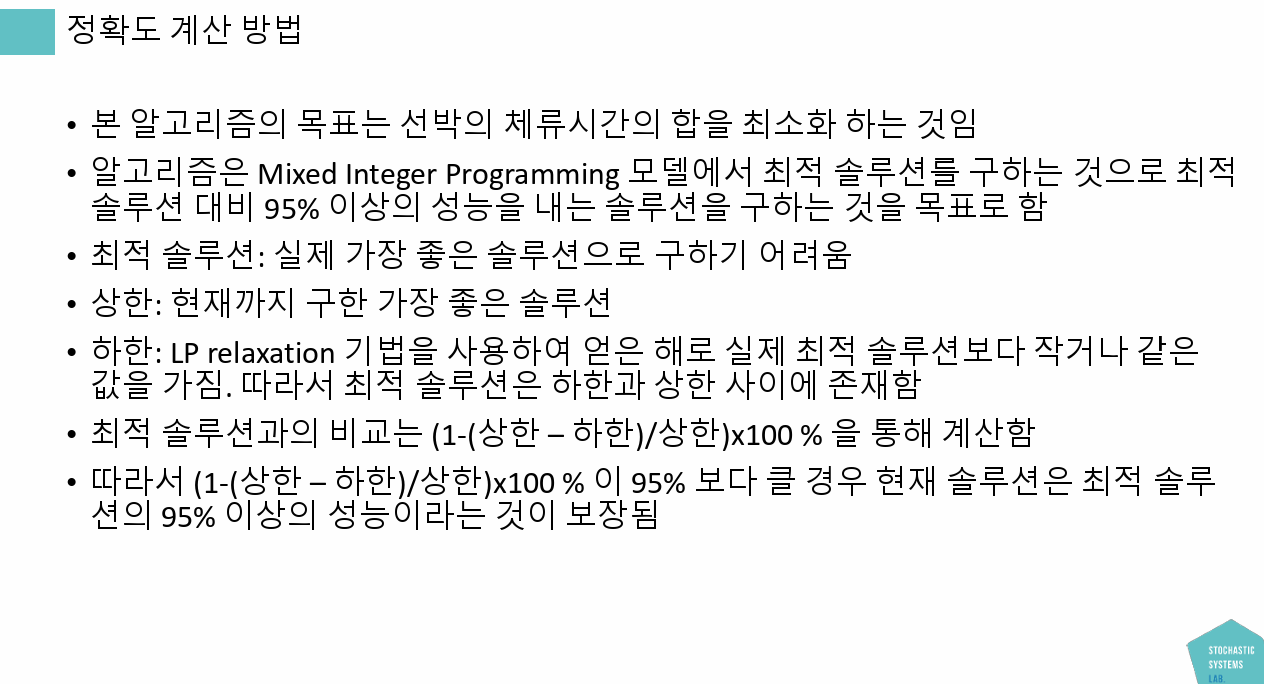 정확도 계산 방법
• 본 알고리즘의 목표는 선박의 체류시간의 합을 최소화 하는 것임
• 알고리즘은 Mixed Integer Programming 모델에서 최적 솔루션를 구하는 것으로 최적
솔루션 대비 95% 이상의 성능을 내는 솔루션을 구하는 것을 목표로 함
• 최적 솔루션: 실제 가장 좋은 솔루션으로 구하기 어려움
• 상한: 현재까지 구한 가장 좋은 솔루션
• 하한: LP relaxation 기법을 사용하여 얻은 해로 실제 최적 솔루션보다 작거나 같은
값을 가짐. 따라서 최적 솔루션은 하한과 상한 사이에 존재함
• 최적 솔루션과의 비교는 (1-(상한 – 하한)/상한)x100 % 을 통해 계산함
• 따라서 (1-(상한 – 하한)/상한)x100 % 이 95% 보다 클 경우 현재 솔루션은 최적 솔루
션의 95% 이상의 성능이라는 것이 보장됨
STOCHASTIC
SYSTEMS
LAB.